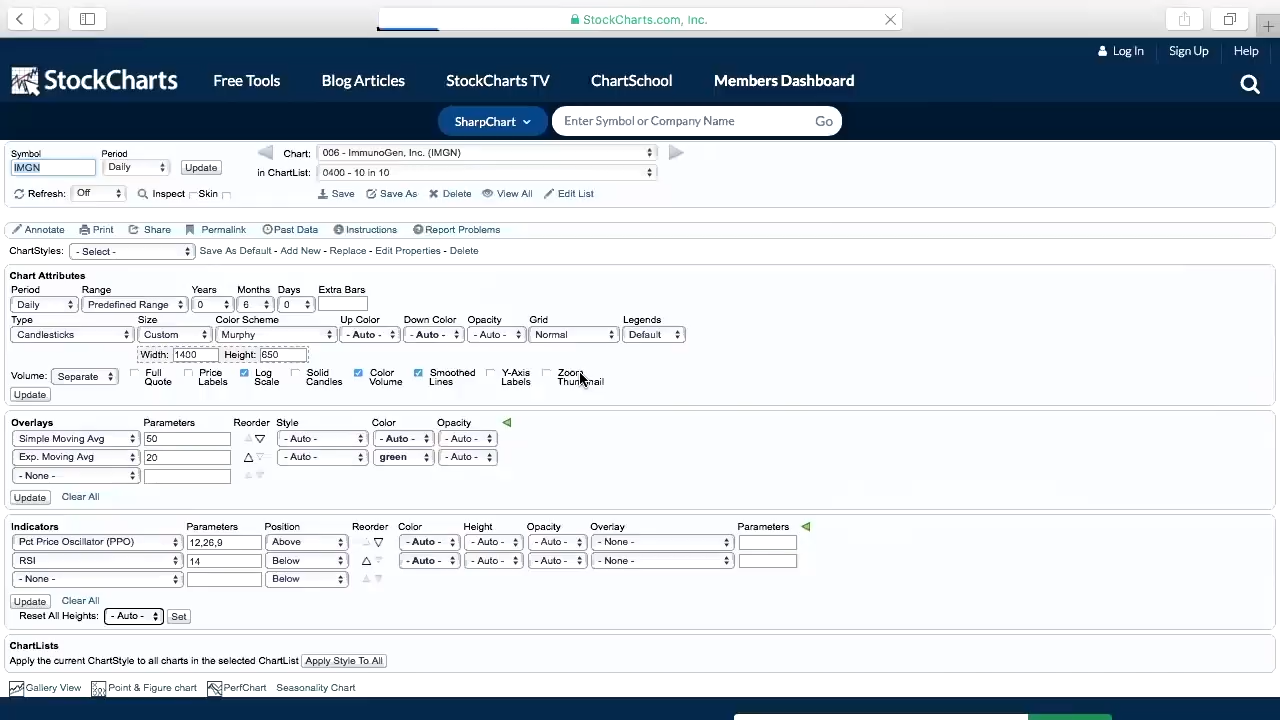 StockCharts.com, Inc.
Log In Sign Up Help
StockCharts Free Tools Blog Articles StockCharts TV ChartSchool Members Dashboard
SharpChart Enter Symbol or Company Name Go
Symbol Period Chart: 006 - ImmunoGen, Inc. (IMGN)
IMGN Daily Update in ChartList: 0400 - 10 in 10
Refresh: Off Inspect Skin Save Save As Delete View All Edit List
Annotate Print Share Permalink Past Data Instructions Report Problems
ChartStyles: - Select - Save As Default - Add New - Replace - Edit Properties - Delete
Chart Attributes
Period Range Years Months Days Extra Bars
Daily Predefined Range 0 6 0
Type Size Color Scheme Up Color Down Color Opacity Grid Legends
Candlesticks Custom Murphy - Auto - - Auto - - Auto - Normal Default
Width: 1400 Height: 650
Volume: Separate Full Quote Price Labels Log Scale Solid Candles Color Volume Smoothed Lines Y-Axis Labels Zoom
Update
Overlays Parameters Reorder Style Color Opacity
Simple Moving Avg 50 - Auto - - Auto - - Auto -
Exp. Moving Avg 20 - Auto - green - Auto -
- None -
Update Clear All
Indicators Parameters Position Reorder Color Height Opacity Overlay Parameters
Pct Price Oscillator (PPO) 12,26,9 Above - Auto - - Auto - - Auto - - None -
RSI 14 Below - Auto - - Auto - - Auto - - None -
- None - Below
Update Clear All
Reset All Heights: - Auto - Set
ChartLists
Apply the current ChartStyle to all charts in the selected ChartList Apply Style To All
Gallery View Point & Figure chart PerfChart Seasonality Chart